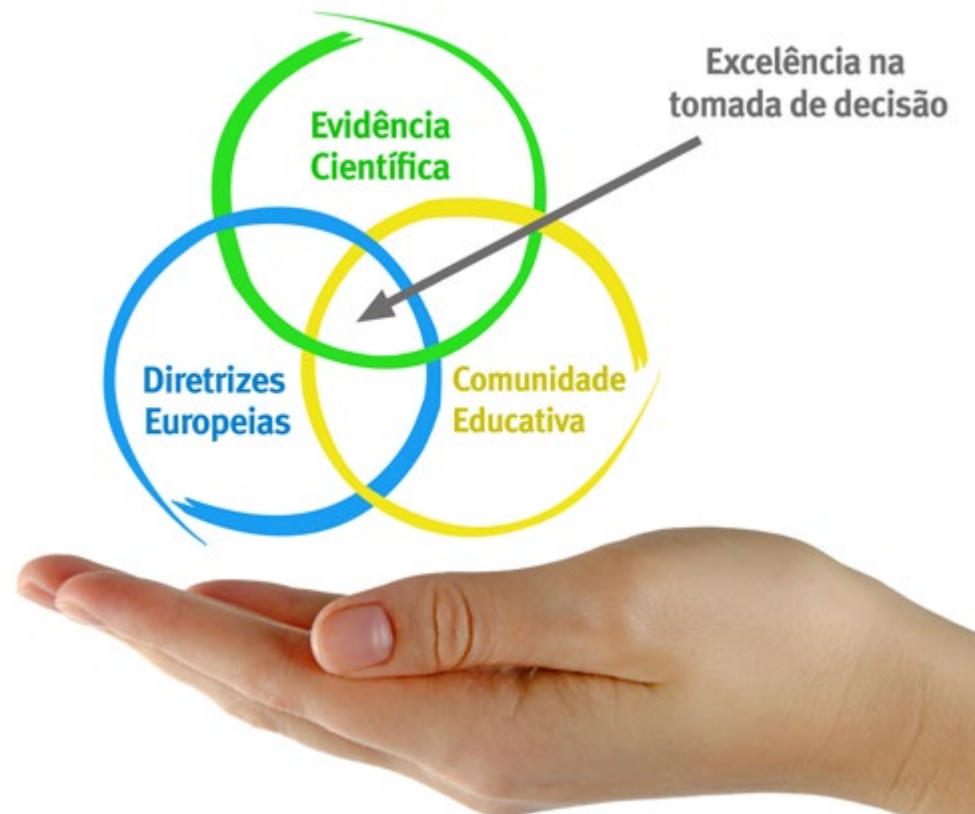 Excelência na
tomada de decisão
Evidência
Científica
Diretrizes
Europeias
Comunidade
Educativa